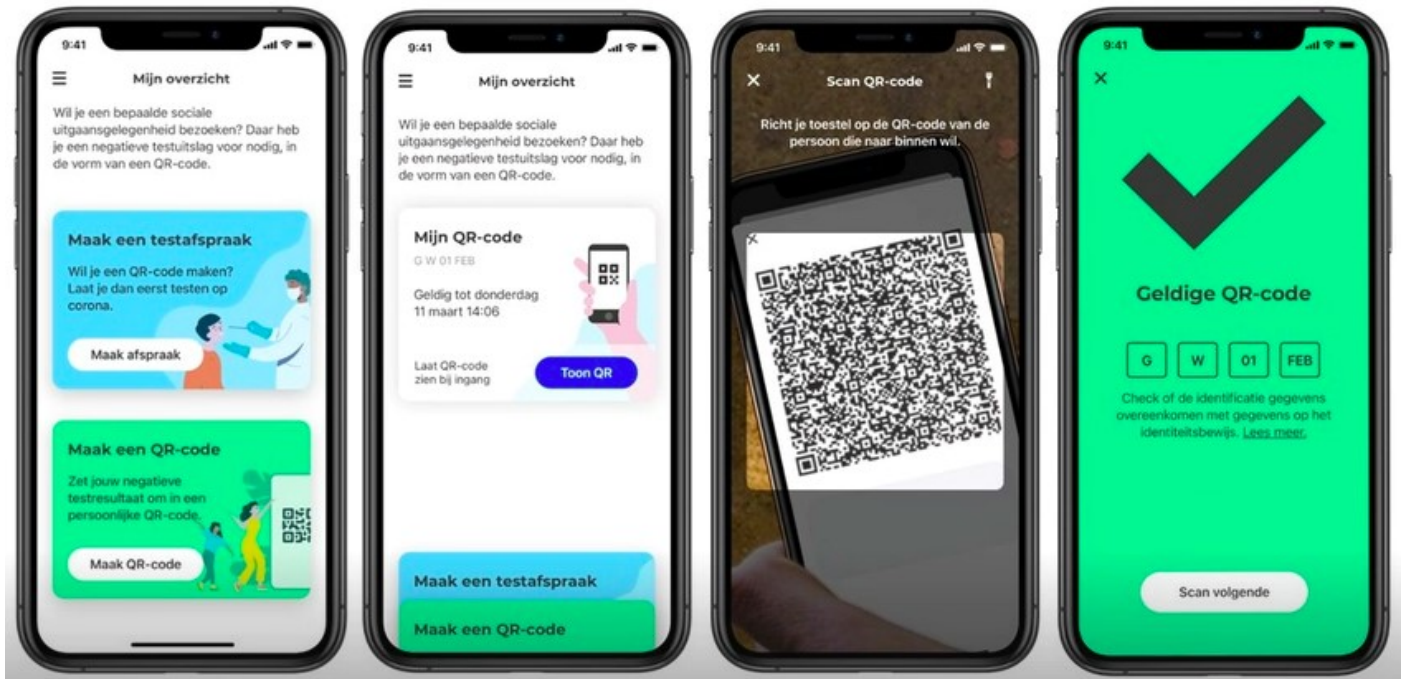 9:41
Mijn overzicht
Wil je een bepaalde sociale
uitgaansgelegenheid bezoeken? Daar heb
je een negatieve testuitslag voor nodig, in
de vorm van een QR-code.
Maak een testafspraak
Wil je een QR-code maken?
Laat je dan eerst testen op
corona.
Maak afspraak
Maak een QR-code
Zet jouw negatieve
testresultaat om in een
persoonlijke QR-code.
Maak QR-code
9:41
Mijn overzicht
Wil je een bepaalde sociale
uitgaansgelegenheid bezoeken? Daar heb
je een negatieve testuitslag voor nodig, in
de vorm van een QR-code.
Mijn QR-code
G W 01 FEB
Geldig tot donderdag
11 maart 14:06
Laat QR-code
zien bij ingang
Toon QR
Maak een testafspraak
Maak een QR-code
9:41
Scan QR-code
Richt je toestel op de QR-code van de
persoon die naar binnen wil.
9:41
Geldige QR-code
G W 01 FEB
Check of de identificatie gegevens
overeenkomen met gegevens op het
identiteitsbewijs. Lees meer.
Scan volgende